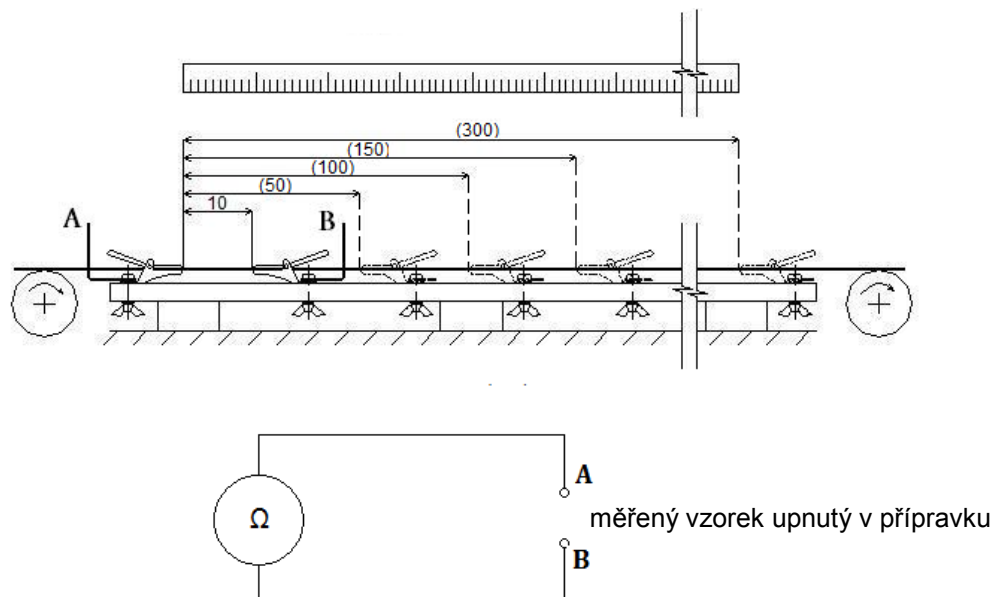 (300)
(150)
(100)
(50)
10
A
B
A
Ω
měřený vzorek upnutý v přípravku
B